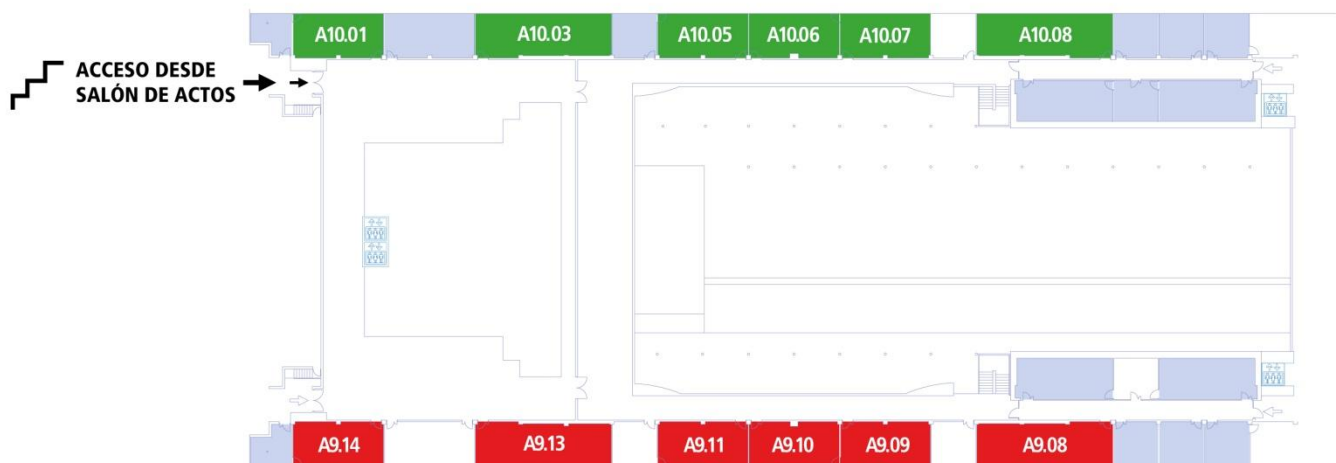 A10.01 A10.03 A10.05 A10.06 A10.07 A10.08
ACCESO DESDE
SALÓN DE ACTOS
A9.14 A9.13 A9.11 A9.10 A9.09 A9.08